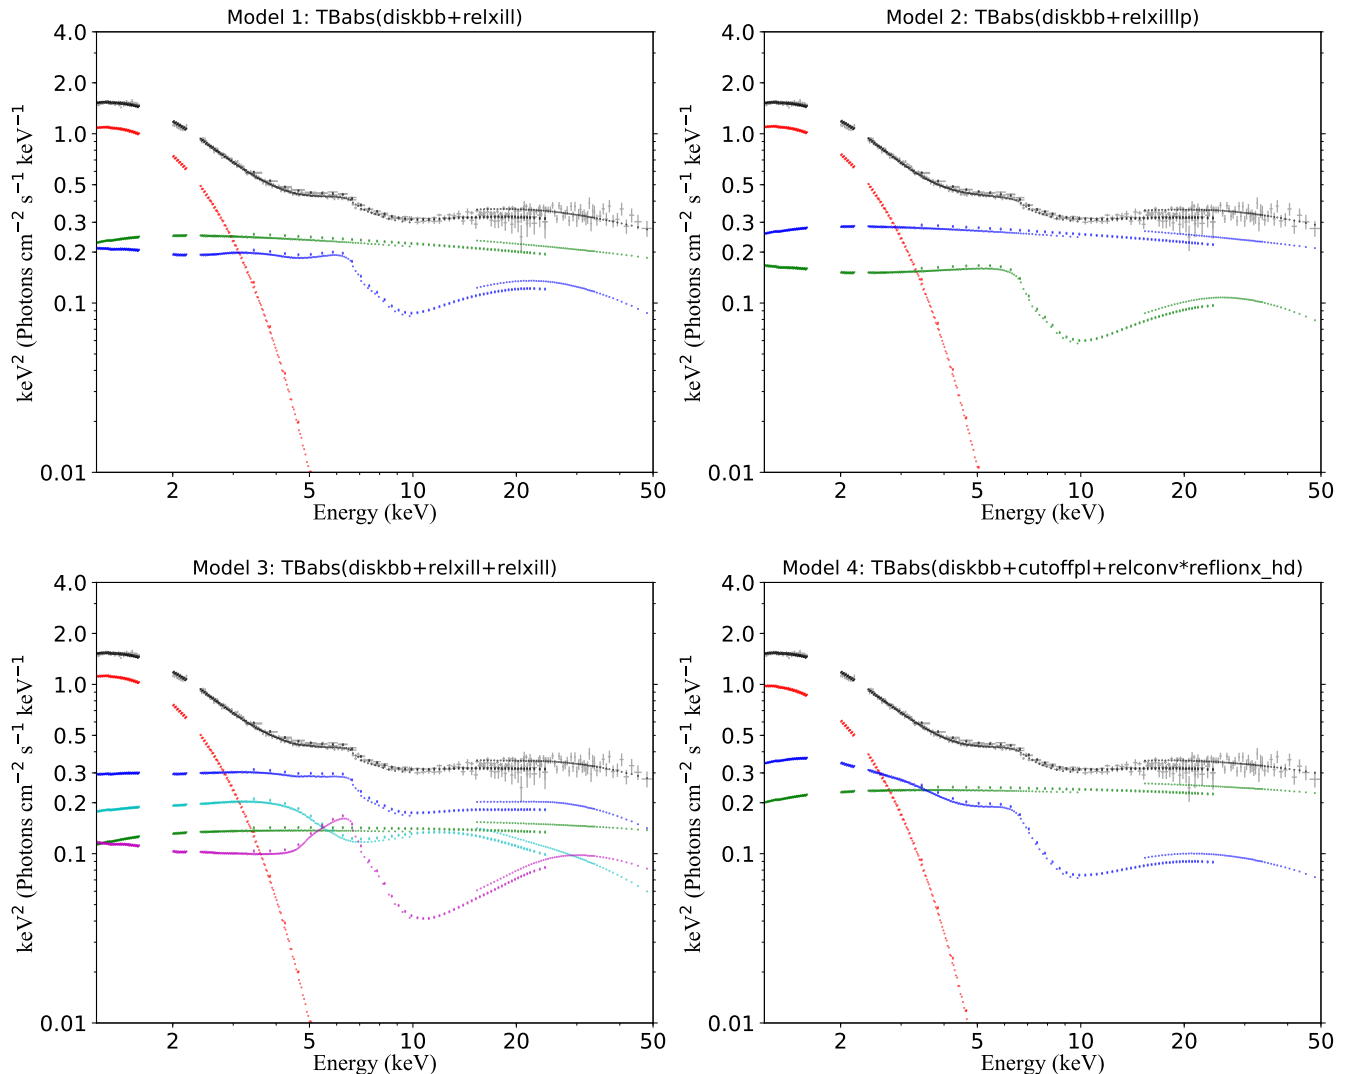 Model 1: TBabs(diskbb+relxill)
keV² (Photons cm⁻² s⁻¹ keV⁻¹)
4.0
2.0
1.0
0.5
0.3
0.2
0.1
0.01
2 5 10 20 50
Energy (keV)
Model 2: TBabs(diskbb+relxilllp)
keV² (Photons cm⁻² s⁻¹ keV⁻¹)
4.0
2.0
1.0
0.5
0.3
0.2
0.1
0.01
2 5 10 20 50
Energy (keV)
Model 3: TBabs(diskbb+relxill+relxill)
keV² (Photons cm⁻² s⁻¹ keV⁻¹)
4.0
2.0
1.0
0.5
0.3
0.2
0.1
0.01
2 5 10 20 50
Energy (keV)
Model 4: TBabs(diskbb+cutoffpl+relconv*reflionx_hd)
keV² (Photons cm⁻² s⁻¹ keV⁻¹)
4.0
2.0
1.0
0.5
0.3
0.2
0.1
0.01
2 5 10 20 50
Energy (keV)